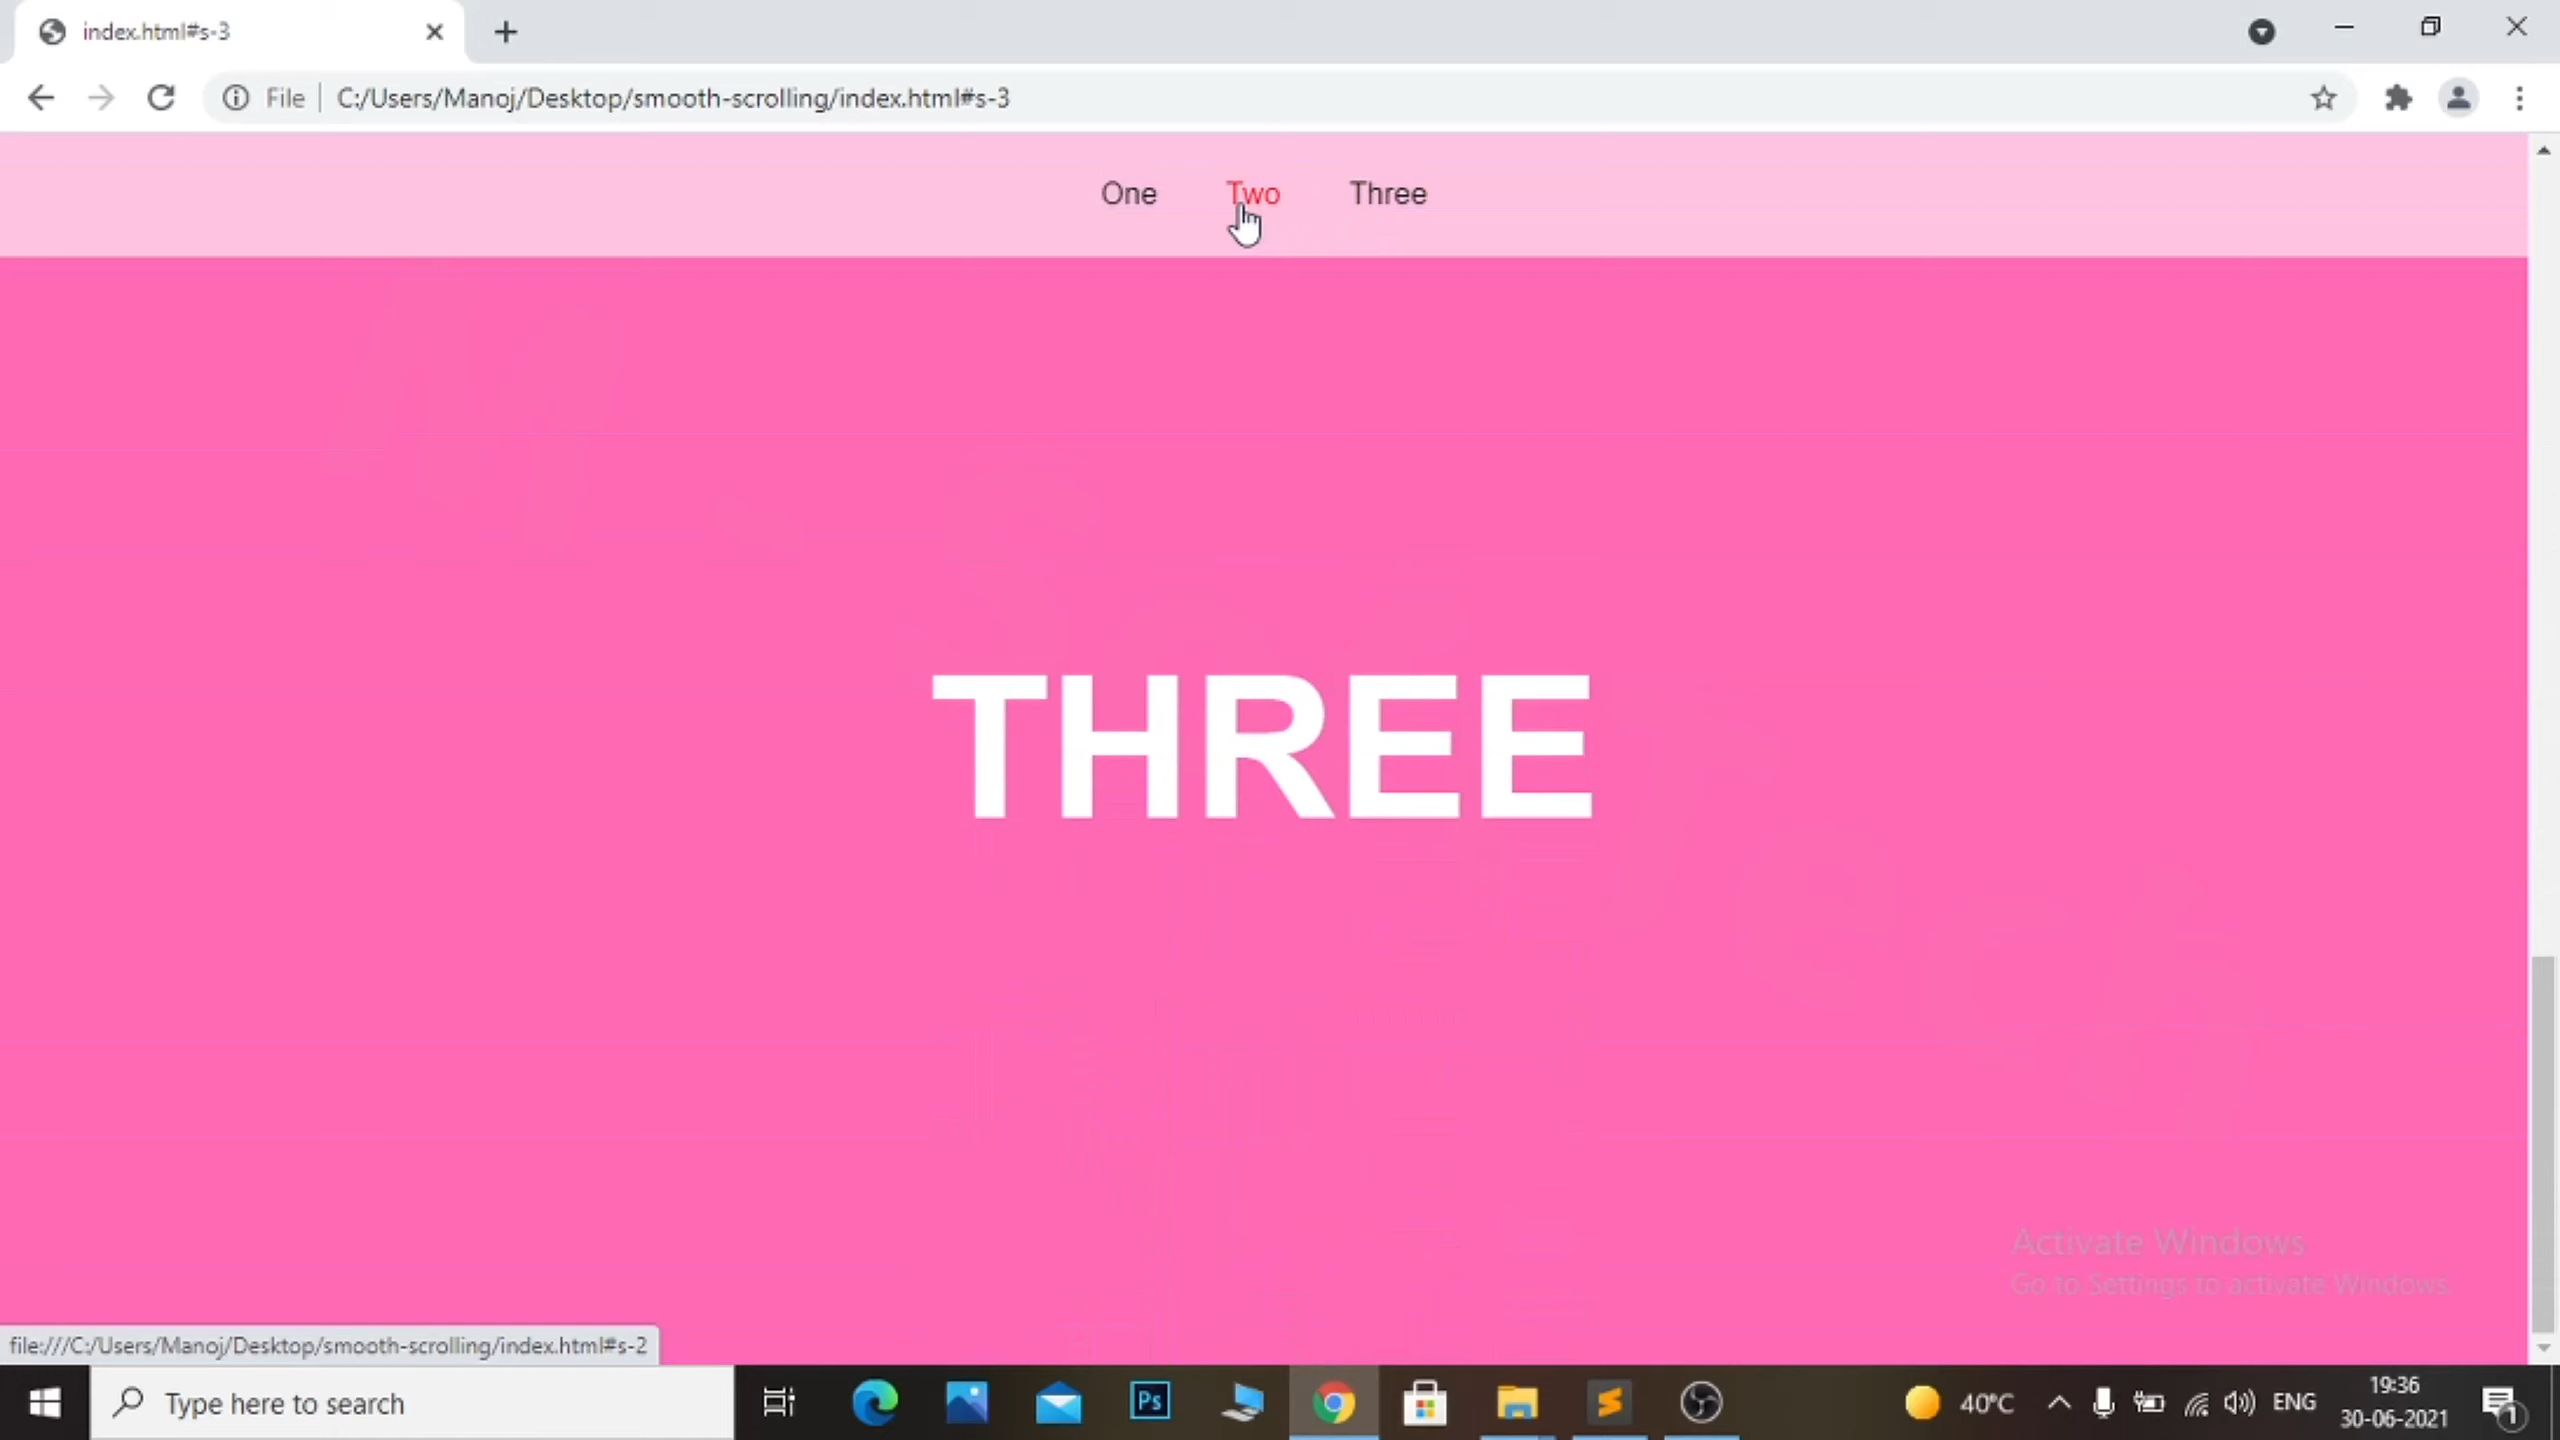 index.html#s-3
File C:/Users/Manoj/Desktop/smooth-scrolling/index.html#s-3
One Two Three
THREE
Activate Windows
Go to Settings to activate Windows.
file:///C:/Users/Manoj/Desktop/smooth-scrolling/index.html#s-2
Type here to search
Ps
40°C
ENG
19:36
30-06-2021
1